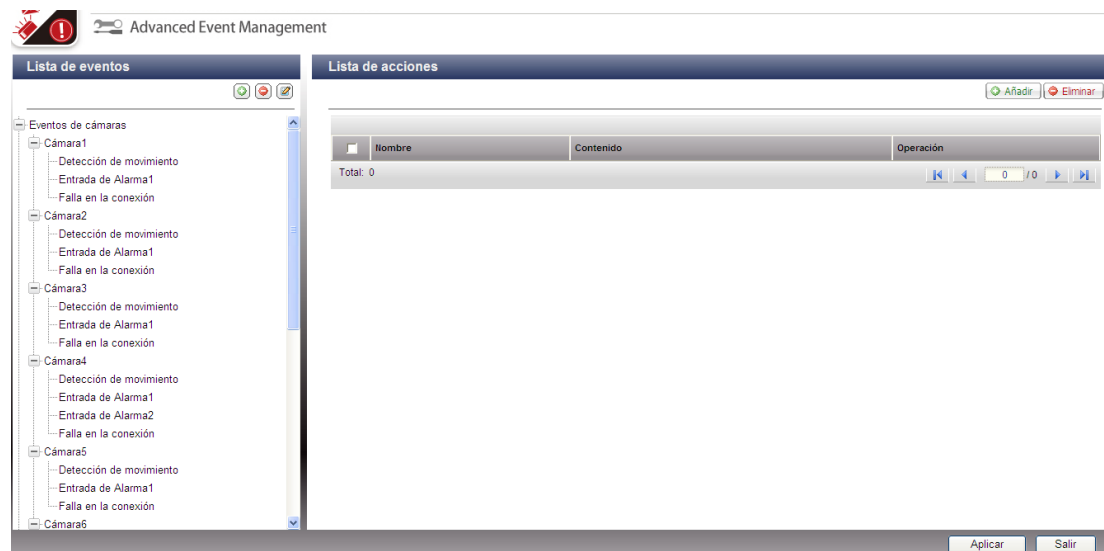 Advanced Event Management
Lista de eventos
Eventos de cámaras
Cámara1
Detección de movimiento
Entrada de Alarma1
Falla en la conexión
Cámara2
Detección de movimiento
Entrada de Alarma1
Falla en la conexión
Cámara3
Detección de movimiento
Entrada de Alarma1
Falla en la conexión
Cámara4
Detección de movimiento
Entrada de Alarma1
Entrada de Alarma2
Falla en la conexión
Cámara5
Detección de movimiento
Entrada de Alarma1
Falla en la conexión
Cámara6
Lista de acciones
Añadir Eliminar
Nombre Contenido Operación
Total: 0 0 / 0
Aplicar Salir